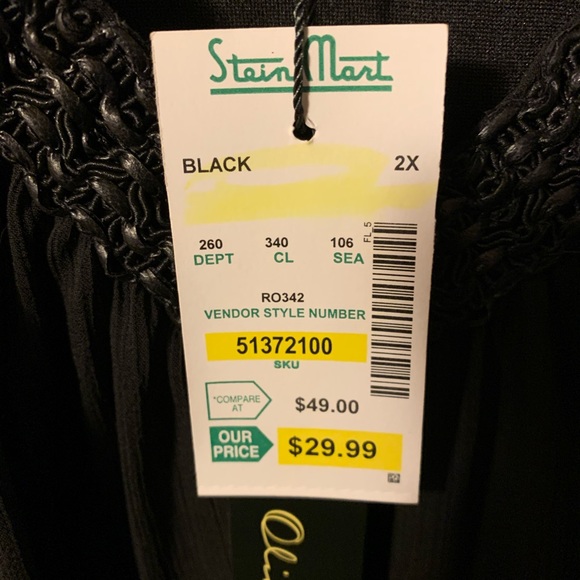 Stein Mart
BLACK 2X
260 340 106
DEPT CL SEA
FL 5
RO342
VENDOR STYLE NUMBER
51372100
SKU
*COMPARE
AT
$49.00
OUR
PRICE
$29.99